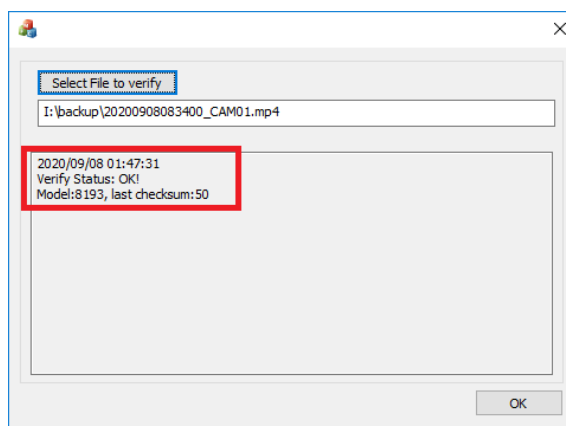 Select File to verify
I:\backup\20200908083400_CAM01.mp4
2020/09/08 01:47:31
Verify Status: OK!
Model:8193, last checksum:50
OK